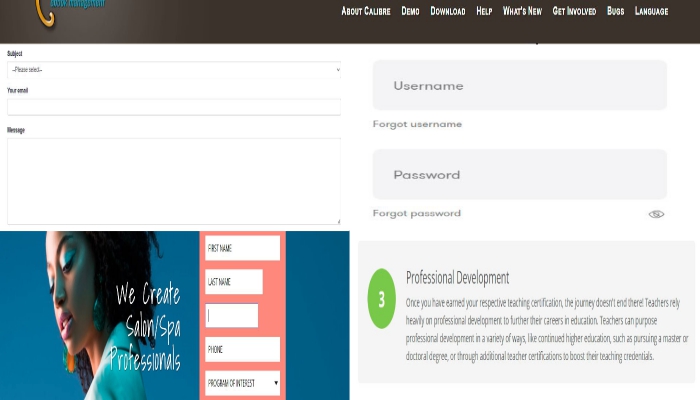 ebook management
About Calibre Demo Download Help What's New Get Involved Bugs Language
Subject
--Please select--
Your email
Message
Username
Forgot username
Password
Forgot password
We Create
Salon/Spa
Professionals
FIRST NAME
LAST NAME
PHONE
PROGRAM OF INTEREST
3
Professional Development
Once you have earned your respective teaching certification, the journey doesn't end there! Teachers rely
heavily on professional development to further their careers in education. Teachers can purpose
professional development in a variety of ways, like continued higher education, such as pursuing a master or
doctoral degree, or through additional teacher certifications to boost their teaching credentials.